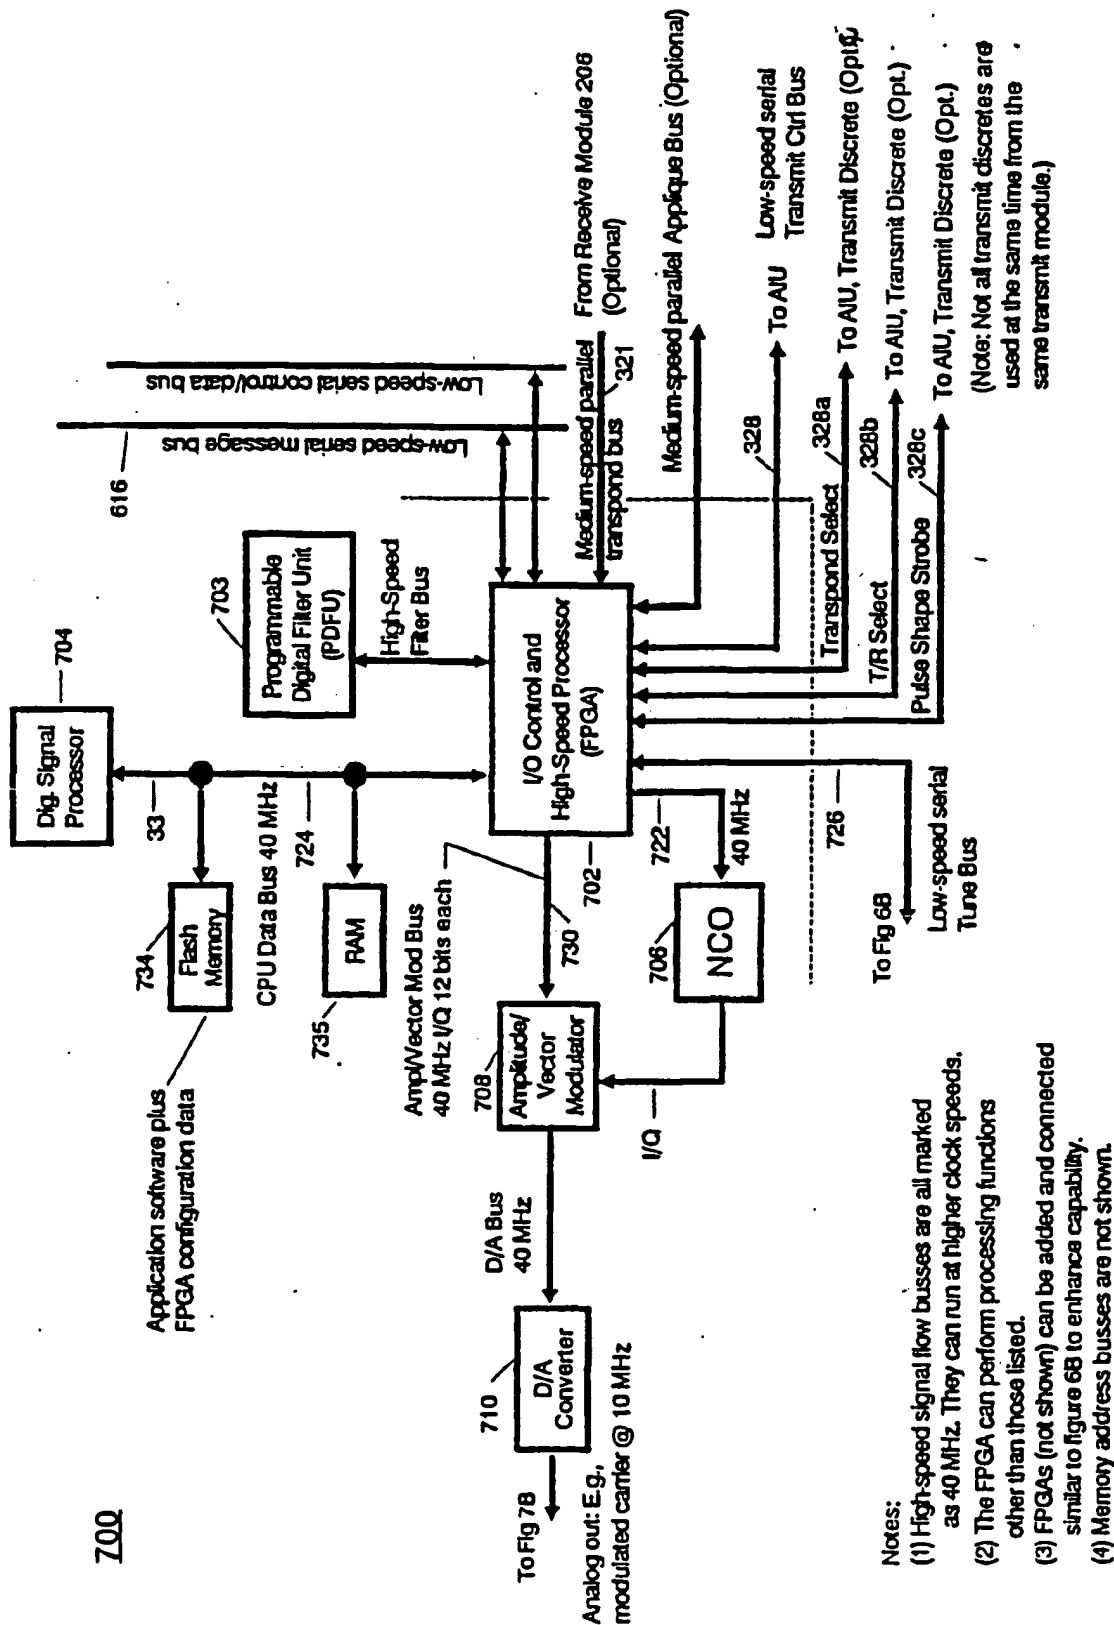 700
704
Dig. Signal
Processor
33
724
CPU Data Bus 40 MHz
734
Flash
Memory
Application software plus
FPGA configuration data
735
RAM
703
Programmable
Digital Filter Unit
(PDFU)
High-Speed
Filter Bus
616
Low-speed serial message bus
Low-speed serial control/data bus
Medium-speed parallel
transpond bus
321
From Receive Module 206
(Optional)
Medium-speed parallel Applique Bus (Optional)
I/O Control and
High-Speed Processor
(FPGA)
702
Ampl/Vector Mod Bus
40 MHz I/Q 12 bits each
730
708
Amplitude/
Vector
Modulator
I/Q
D/A Bus
40 MHz
710
D/A
Converter
To Fig 7B
Analog out: E.g.,
modulated carrier @ 10 MHz
722
40 MHz
706
NCO
726
To Fig 6B
Low-speed serial
Tune Bus
328
To AIU
Low-speed serial
Transmit Ctrl Bus
Transpond Select
328a
To AIU, Transmit Discrete (Opt.)
T/R Select
328b
To AIU, Transmit Discrete (Opt.)
Pulse Shape Strobe
328c
To AIU, Transmit Discrete (Opt.)
(Note: Not all transmit discretes are
used at the same time from the
same transmit module.)
Notes:
(1) High-speed signal flow busses are all marked
as 40 MHz. They can run at higher clock speeds.
(2) The FPGA can perform processing functions
other than those listed.
(3) FPGAs (not shown) can be added and connected
similar to figure 6B to enhance capability.
(4) Memory address busses are not shown.